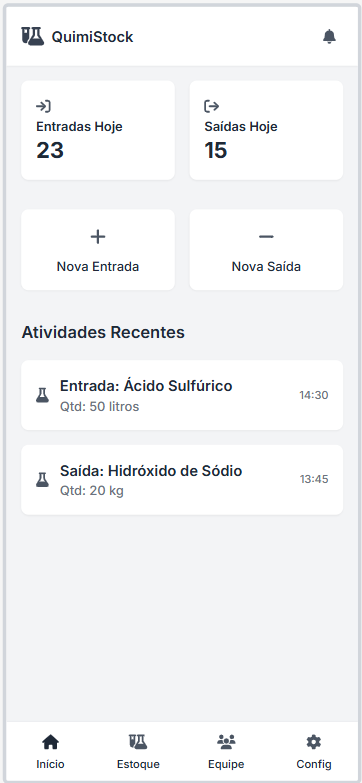 QuimiStock
Entradas Hoje
23
Saídas Hoje
15
Nova Entrada
Nova Saída
Atividades Recentes
Entrada: Ácido Sulfúrico
Qtd: 50 litros
14:30
Saída: Hidróxido de Sódio
Qtd: 20 kg
13:45
Início
Estoque
Equipe
Config